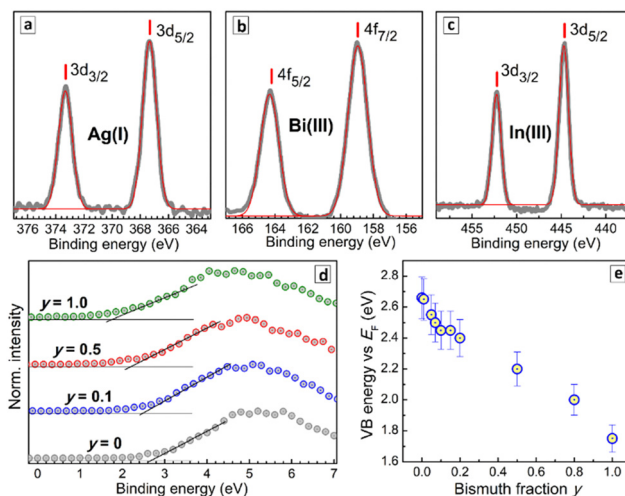 a
3d5/2
3d3/2
Ag(I)
376 374 372 370 368 366 364
Binding energy (eV)
b
4f7/2
4f5/2
Bi(III)
166 164 162 160 158 156
Binding energy (eV)
c
3d5/2
3d3/2
In(III)
455 450 445 440
Binding energy (eV)
d
y = 1.0
y = 0.5
y = 0.1
y = 0
Norm. intensity
0 1 2 3 4 5 6 7
Binding energy (eV)
e
2.8
2.6
2.4
2.2
2.0
1.8
1.6
VB energy vs EF (eV)
0.0 0.2 0.4 0.6 0.8 1.0
Bismuth fraction y